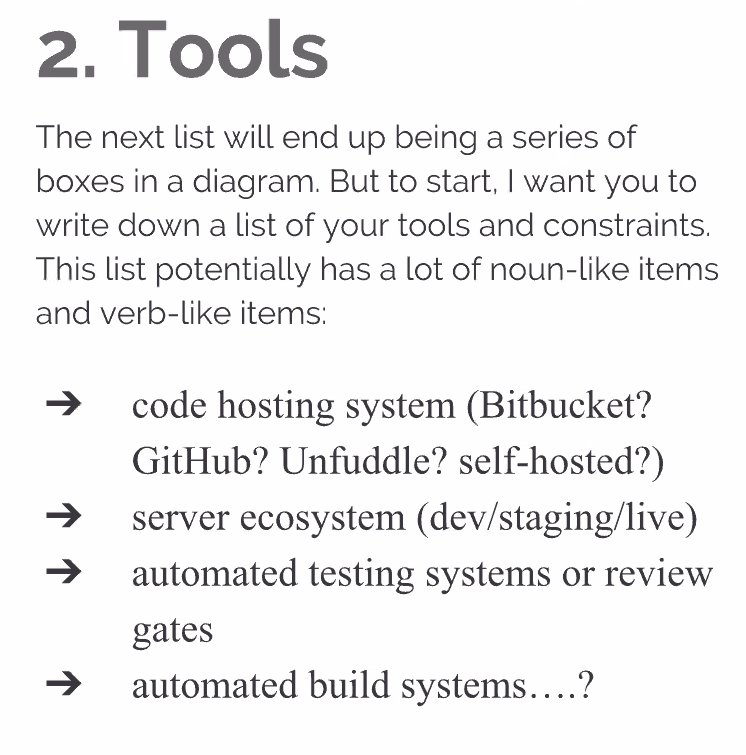 2. Tools
The next list will end up being a series of
boxes in a diagram. But to start, I want you to
write down a list of your tools and constraints.
This list potentially has a lot of noun-like items
and verb-like items:
➔ code hosting system (Bitbucket?
GitHub? Unfuddle? self-hosted?)
➔ server ecosystem (dev/staging/live)
➔ automated testing systems or review
gates
➔ automated build systems….?